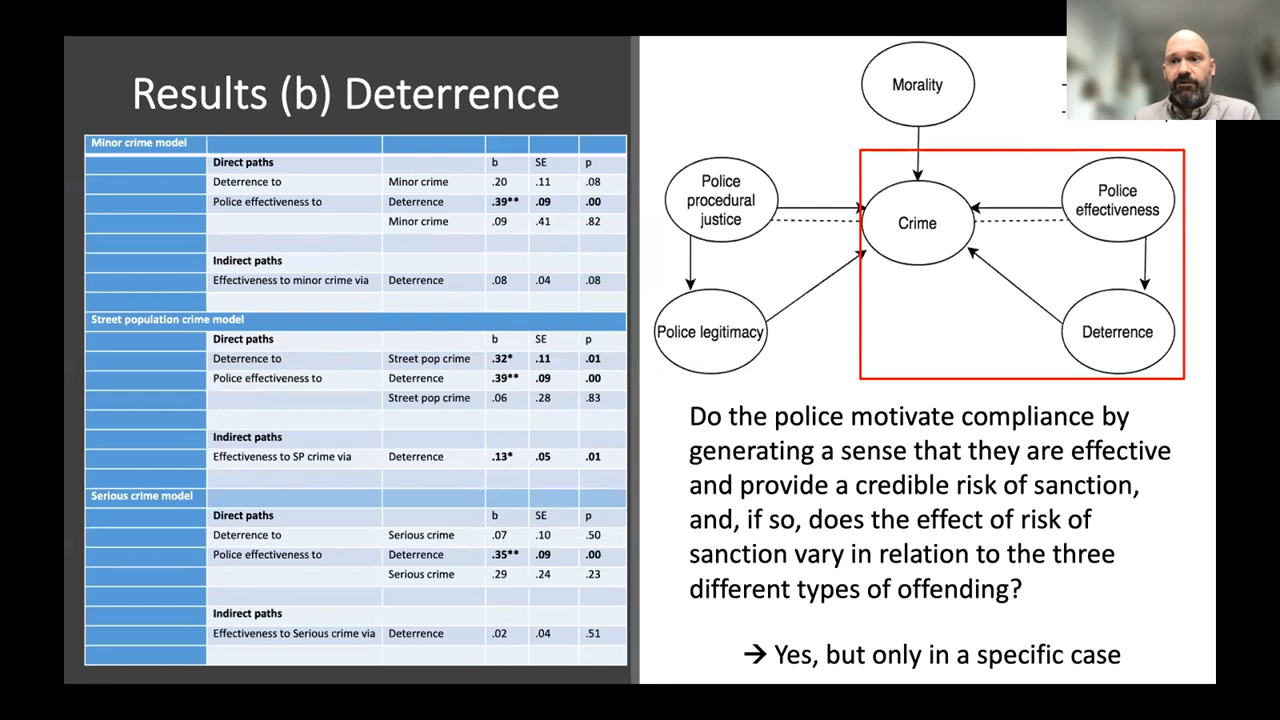 Results (b) Deterrence
Minor crime model
Direct paths b SE p
Deterrence to Minor crime .20 .11 .08
Police effectiveness to Deterrence .39** .09 .00
Minor crime .09 .41 .82
Indirect paths
Effectiveness to minor crime via Deterrence .08 .04 .08
Street population crime model
Direct paths b SE p
Deterrence to Street pop crime .32* .11 .01
Police effectiveness to Deterrence .39** .09 .00
Street pop crime .06 .28 .83
Indirect paths
Effectiveness to SP crime via Deterrence .13* .05 .01
Serious crime model
Direct paths b SE p
Deterrence to Serious crime .07 .10 .50
Police effectiveness to Deterrence .35** .09 .00
Serious crime .29 .24 .23
Indirect paths
Effectiveness to Serious crime via Deterrence .02 .04 .51
Morality
Police
procedural
justice
Crime
Police
effectiveness
Police legitimacy
Deterrence
Do the police motivate compliance by
generating a sense that they are effective
and provide a credible risk of sanction,
and, if so, does the effect of risk of
sanction vary in relation to the three
different types of offending?
→ Yes, but only in a specific case